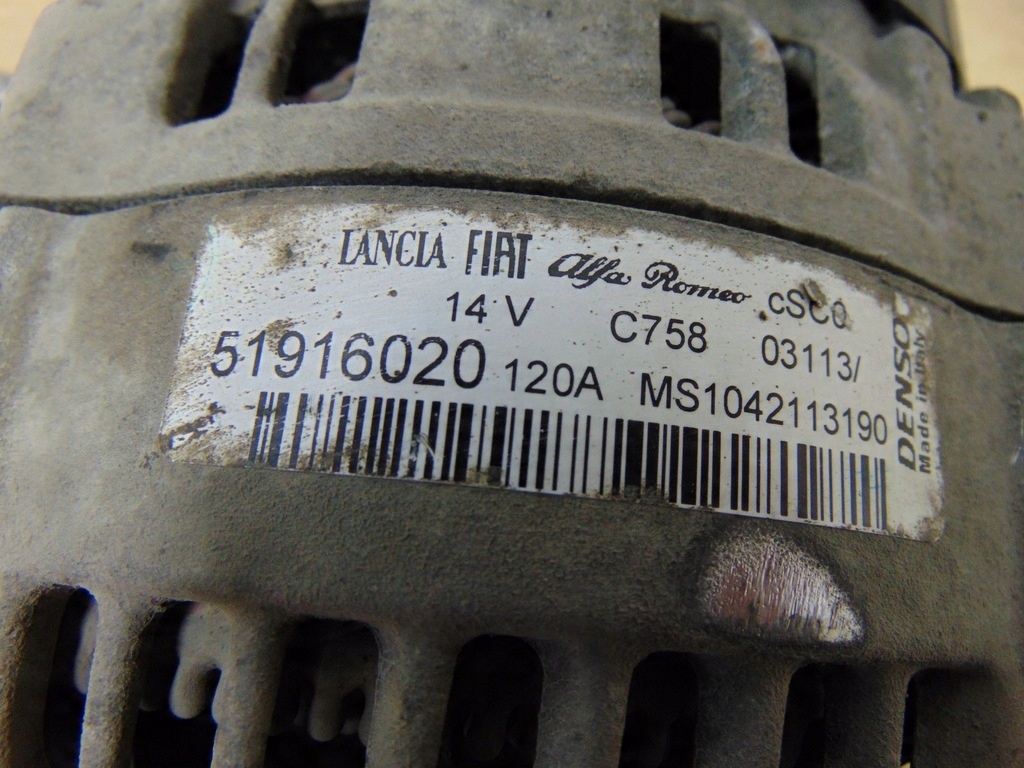 LANCIA FIAT Alfa Romeo cSC0
14 V C758 03113/
51916020 120A MS1042113190
DENSO
Made in Italy